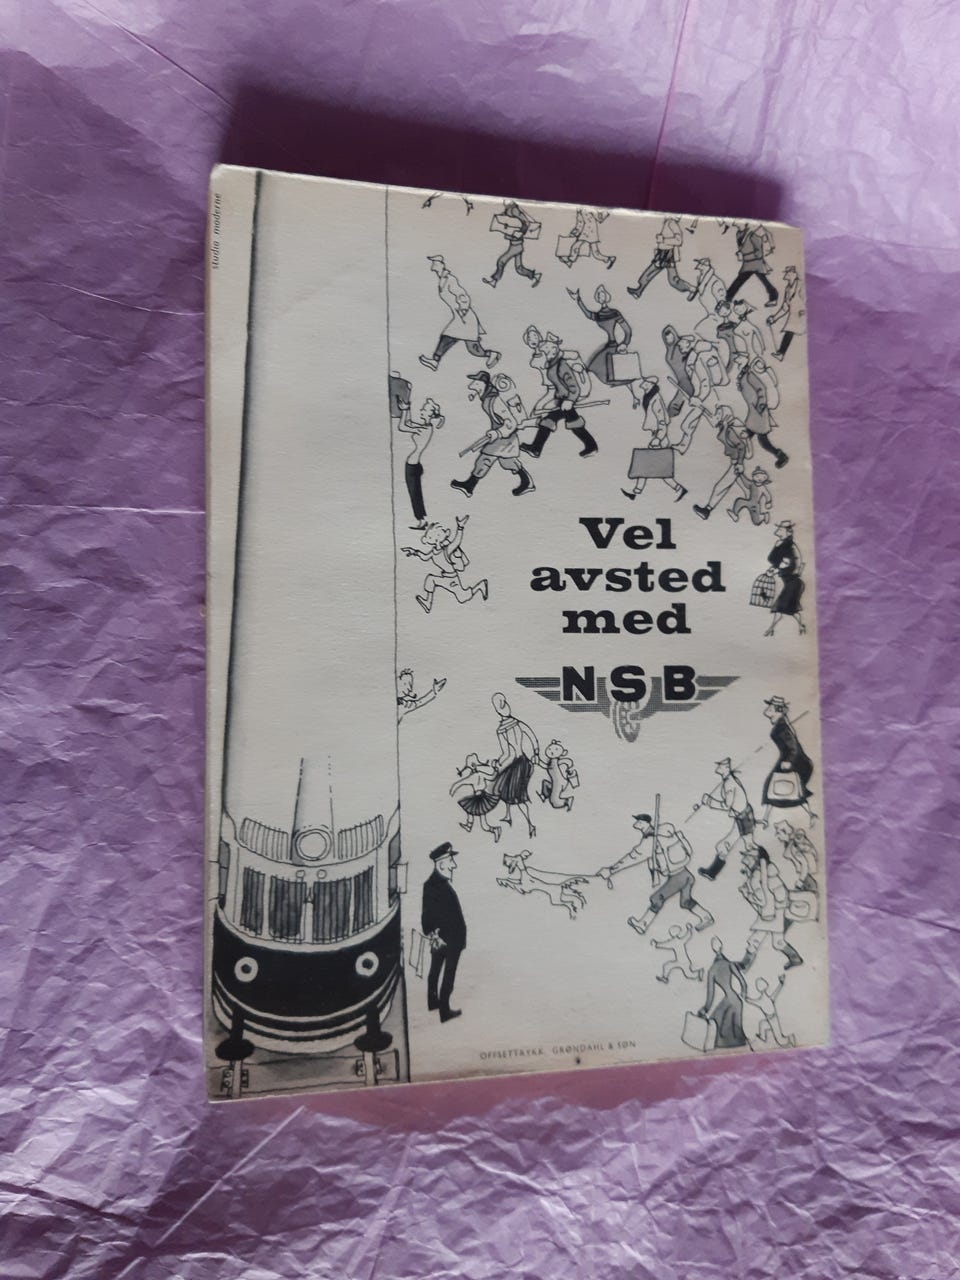 studio moderne
Vel
avsted
med
NSB
OFFSETTRYKK. GRØNDAHL & SØN